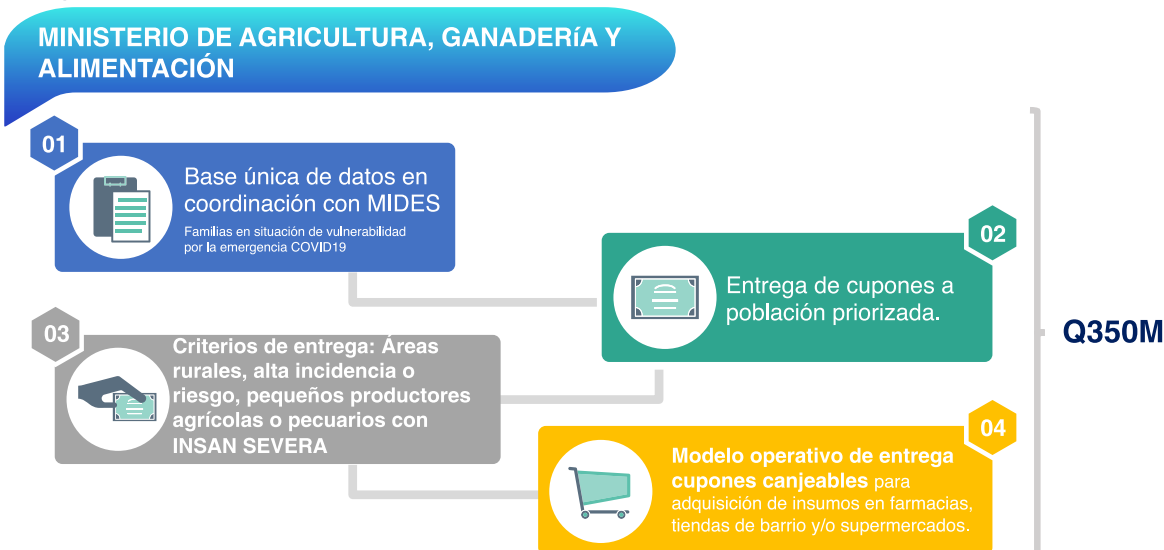 MINISTERIO DE AGRICULTURA, GANADERíA Y
ALIMENTACIÓN
01
Base única de datos en
coordinación con MIDES
Familias en situación de vulnerabilidad
por la emergencia COVID19
02
Entrega de cupones a
población priorizada.
03
Criterios de entrega: Áreas
rurales, alta incidencia o
riesgo, pequeños productores
agrícolas o pecuarios con
INSAN SEVERA
04
Modelo operativo de entrega
cupones canjeables para
adquisición de insumos en farmacias,
tiendas de barrio y/o supermercados.
Q350M